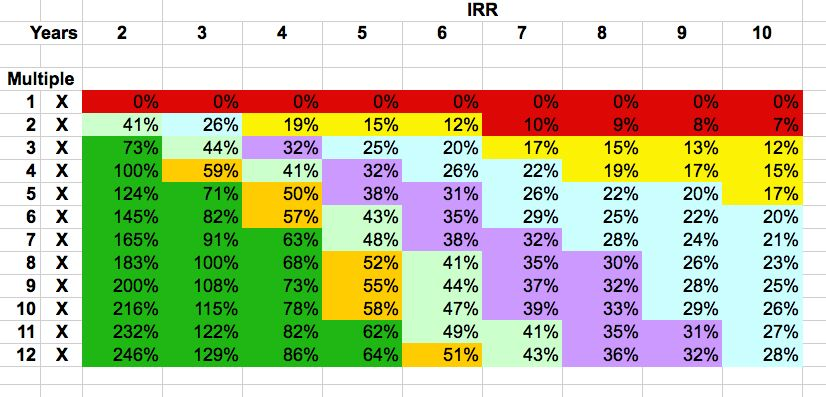 IRR
Years 2 3 4 5 6 7 8 9 10
Multiple
1 X 0% 0% 0% 0% 0% 0% 0% 0% 0%
2 X 41% 26% 19% 15% 12% 10% 9% 8% 7%
3 X 73% 44% 32% 25% 20% 17% 15% 13% 12%
4 X 100% 59% 41% 32% 26% 22% 19% 17% 15%
5 X 124% 71% 50% 38% 31% 26% 22% 20% 17%
6 X 145% 82% 57% 43% 35% 29% 25% 22% 20%
7 X 165% 91% 63% 48% 38% 32% 28% 24% 21%
8 X 183% 100% 68% 52% 41% 35% 30% 26% 23%
9 X 200% 108% 73% 55% 44% 37% 32% 28% 25%
10 X 216% 115% 78% 58% 47% 39% 33% 29% 26%
11 X 232% 122% 82% 62% 49% 41% 35% 31% 27%
12 X 246% 129% 86% 64% 51% 43% 36% 32% 28%